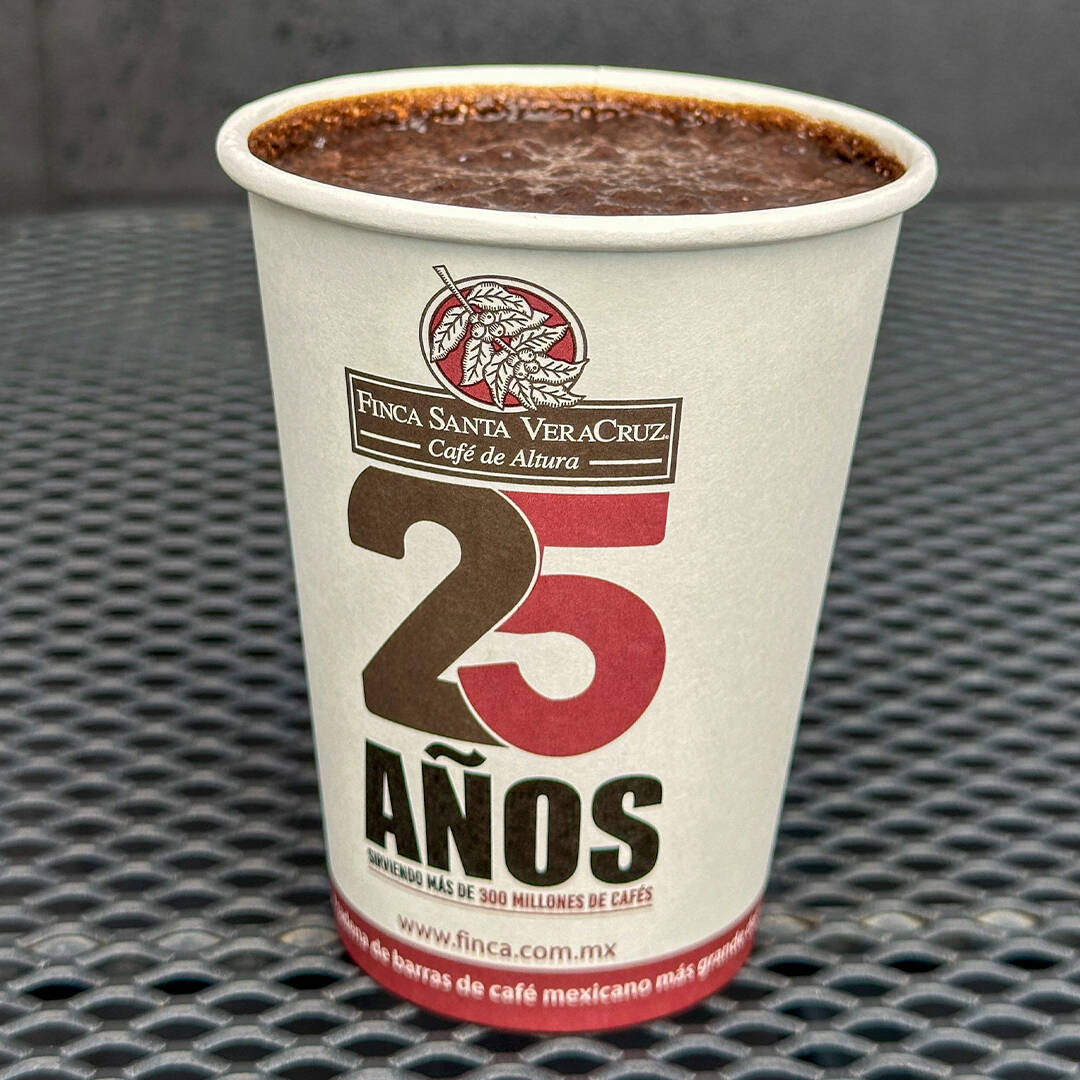 FINCA SANTA VERACRUZ
Café de Altura
25
AÑOS
SIRVIENDO MÁS DE 300 MILLONES DE CAFÉS
www.finca.com.mx
de barras de café mexicano más grande